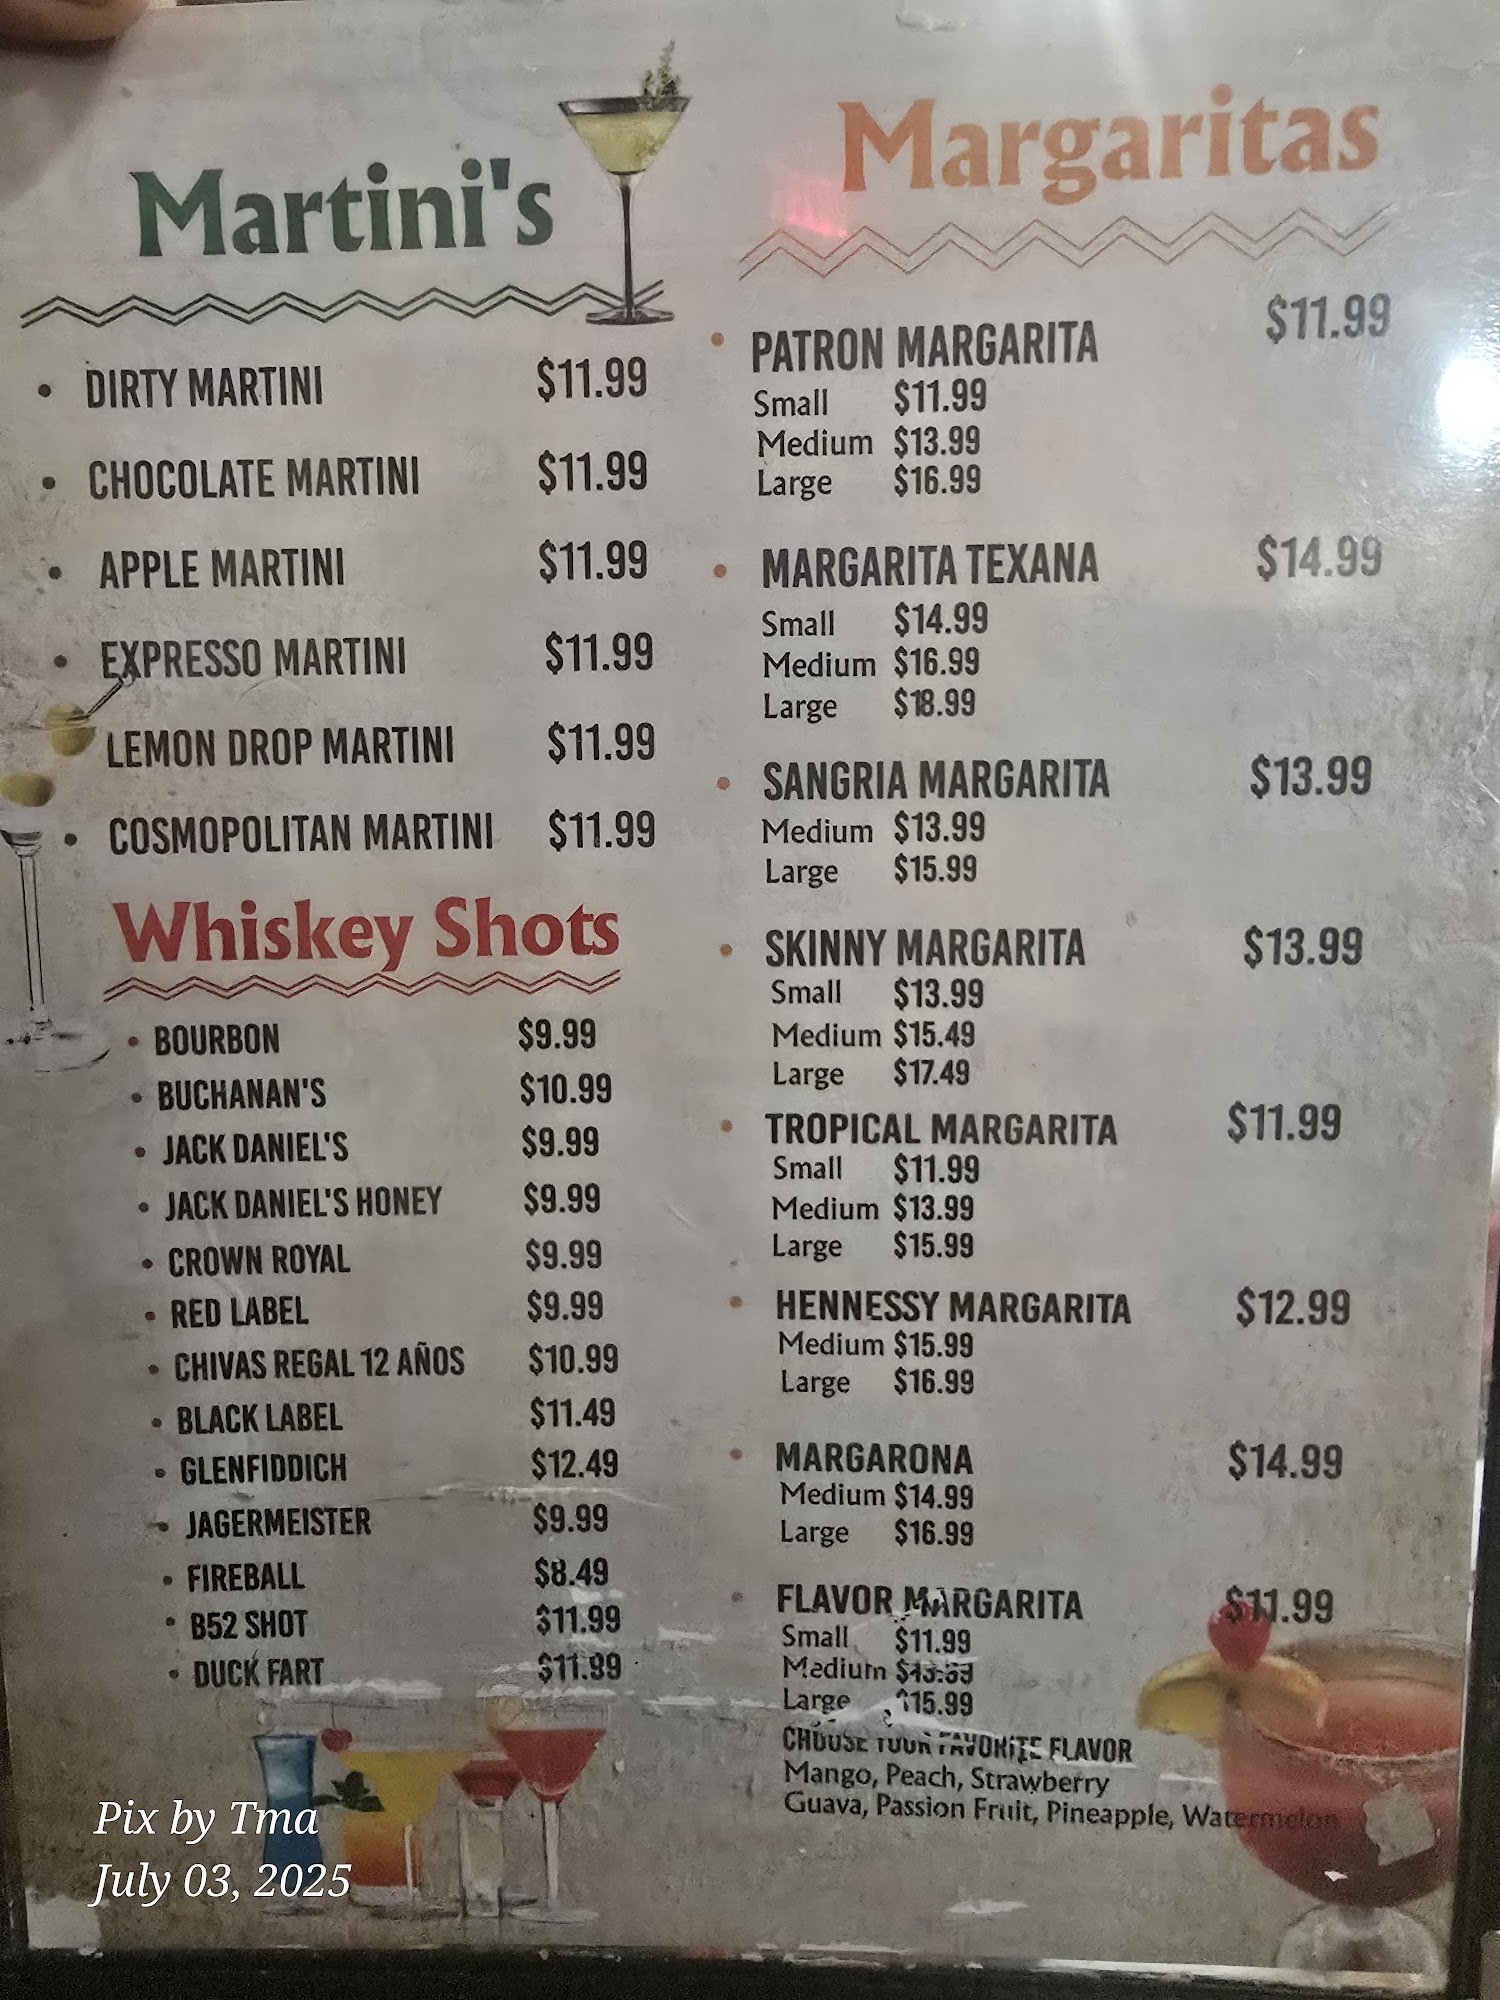 Martini's
DIRTY MARTINI $11.99
CHOCOLATE MARTINI $11.99
APPLE MARTINI $11.99
EXPRESSO MARTINI $11.99
LEMON DROP MARTINI $11.99
COSMOPOLITAN MARTINI $11.99
Whiskey Shots
BOURBON $9.99
BUCHANAN'S $10.99
JACK DANIEL'S $9.99
JACK DANIEL'S HONEY $9.99
CROWN ROYAL $9.99
RED LABEL $9.99
CHIVAS REGAL 12 AÑOS $10.99
BLACK LABEL $11.49
GLENFIDDICH $12.49
JAGERMEISTER $9.99
FIREBALL $8.49
B52 SHOT $11.99
DUCK FART $11.99
Margaritas
PATRON MARGARITA $11.99
Small $11.99
Medium $13.99
Large $16.99
MARGARITA TEXANA $14.99
Small $14.99
Medium $16.99
Large $18.99
SANGRIA MARGARITA $13.99
Medium $13.99
Large $15.99
SKINNY MARGARITA $13.99
Small $13.99
Medium $15.49
Large $17.49
TROPICAL MARGARITA $11.99
Small $11.99
Medium $13.99
Large $15.99
HENNESSY MARGARITA $12.99
Medium $15.99
Large $16.99
MARGARONA $14.99
Medium $14.99
Large $16.99
FLAVOR MARGARITA $11.99
Small $11.99
Medium
Large $15.99
CHOOSE YOUR FAVORITE FLAVOR
Mango, Peach, Strawberry
Guava, Passion Fruit, Pineapple, Watermelon
Pix by Tma
July 03, 2025